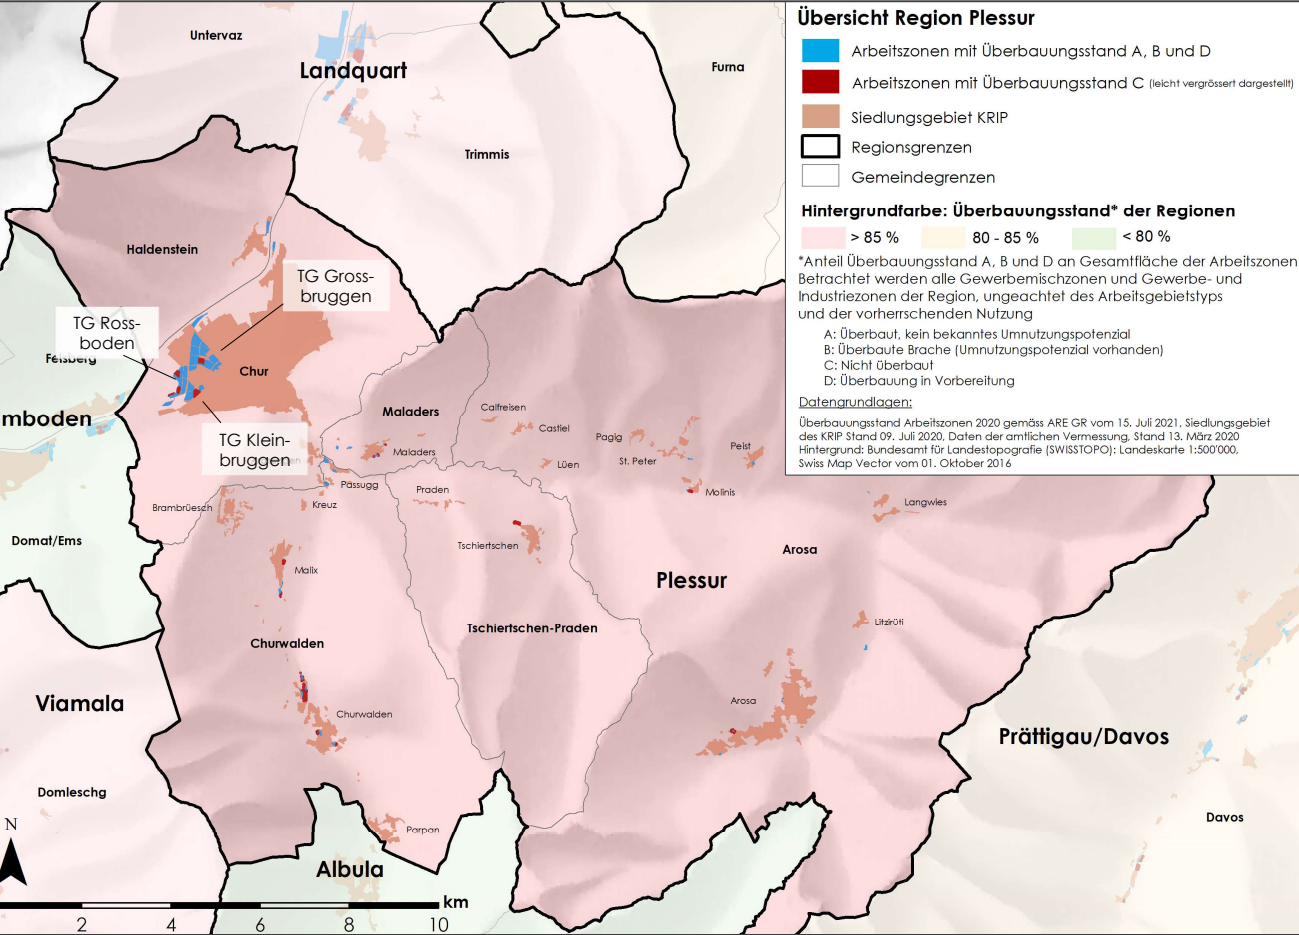 Übersicht Region Plessur
Arbeitszonen mit Überbauungsstand A, B und D
Arbeitszonen mit Überbauungsstand C (leicht vergrössert dargestellt)
Siedlungsgebiet KRIP
Regionsgrenzen
Gemeindegrenzen
Hintergrundfarbe: Überbauungsstand* der Regionen
> 85 %
80 - 85 %
< 80 %
*Anteil Überbauungsstand A, B und D an Gesamtfläche der Arbeitszonen
Betrachtet werden alle Gewerbemischzonen und Gewerbe- und
Industriezonen der Region, ungeachtet des Arbeitsgebietstyps
und der vorherrschenden Nutzung
A: Überbaut, kein bekanntes Umnutzungspotenzial
B: Überbaute Brache (Umnutzungspotenzial vorhanden)
C: Nicht überbaut
D: Überbauung in Vorbereitung
Datengrundlagen:
Überbauungsstand Arbeitszonen 2020 gemäss ARE GR vom 15. Juli 2021, Siedlungsgebiet
des KRIP Stand 09. Juli 2020, Daten der amtlichen Vermessung, Stand 13. März 2020
Hintergrund: Bundesamt für Landestopografie (SWISSTOPO): Landeskarte 1:500'000,
Swiss Map Vector vom 01. Oktober 2016
Untervaz
Landquart
Furna
Trimmis
Haldenstein
TG Gross-
bruggen
TG Ross-
boden
Felsberg
Chur
mboden
Maladers
Calfreisen
Castiel
Pagig
Peist
TG Klein-
bruggen
Maladers
Lüen
St. Peter
Passugg
Praden
Molinis
Brambrüesch
Kreuz
Langwies
Domat/Ems
Tschiertschen
Arosa
Malix
Plessur
Litzirüti
Tschiertschen-Praden
Churwalden
Viamala
Arosa
Churwalden
Prättigau/Davos
Domleschg
Davos
N
Parpan
Albula
km
2
4
6
8
10